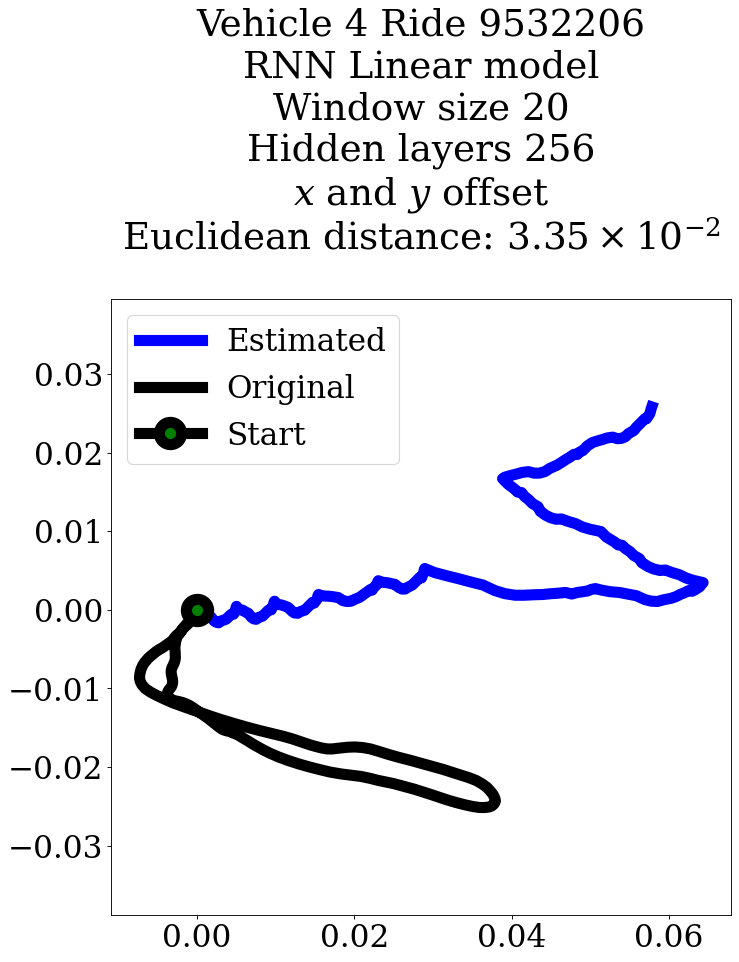 Vehicle 4 Ride 9532206
RNN Linear model
Window size 20
Hidden layers 256
x and y offset
Euclidean distance: 3.35 × 10⁻²
Estimated
Original
Start
0.03
0.02
0.01
0.00
−0.01
−0.02
−0.03
0.00 0.02 0.04 0.06